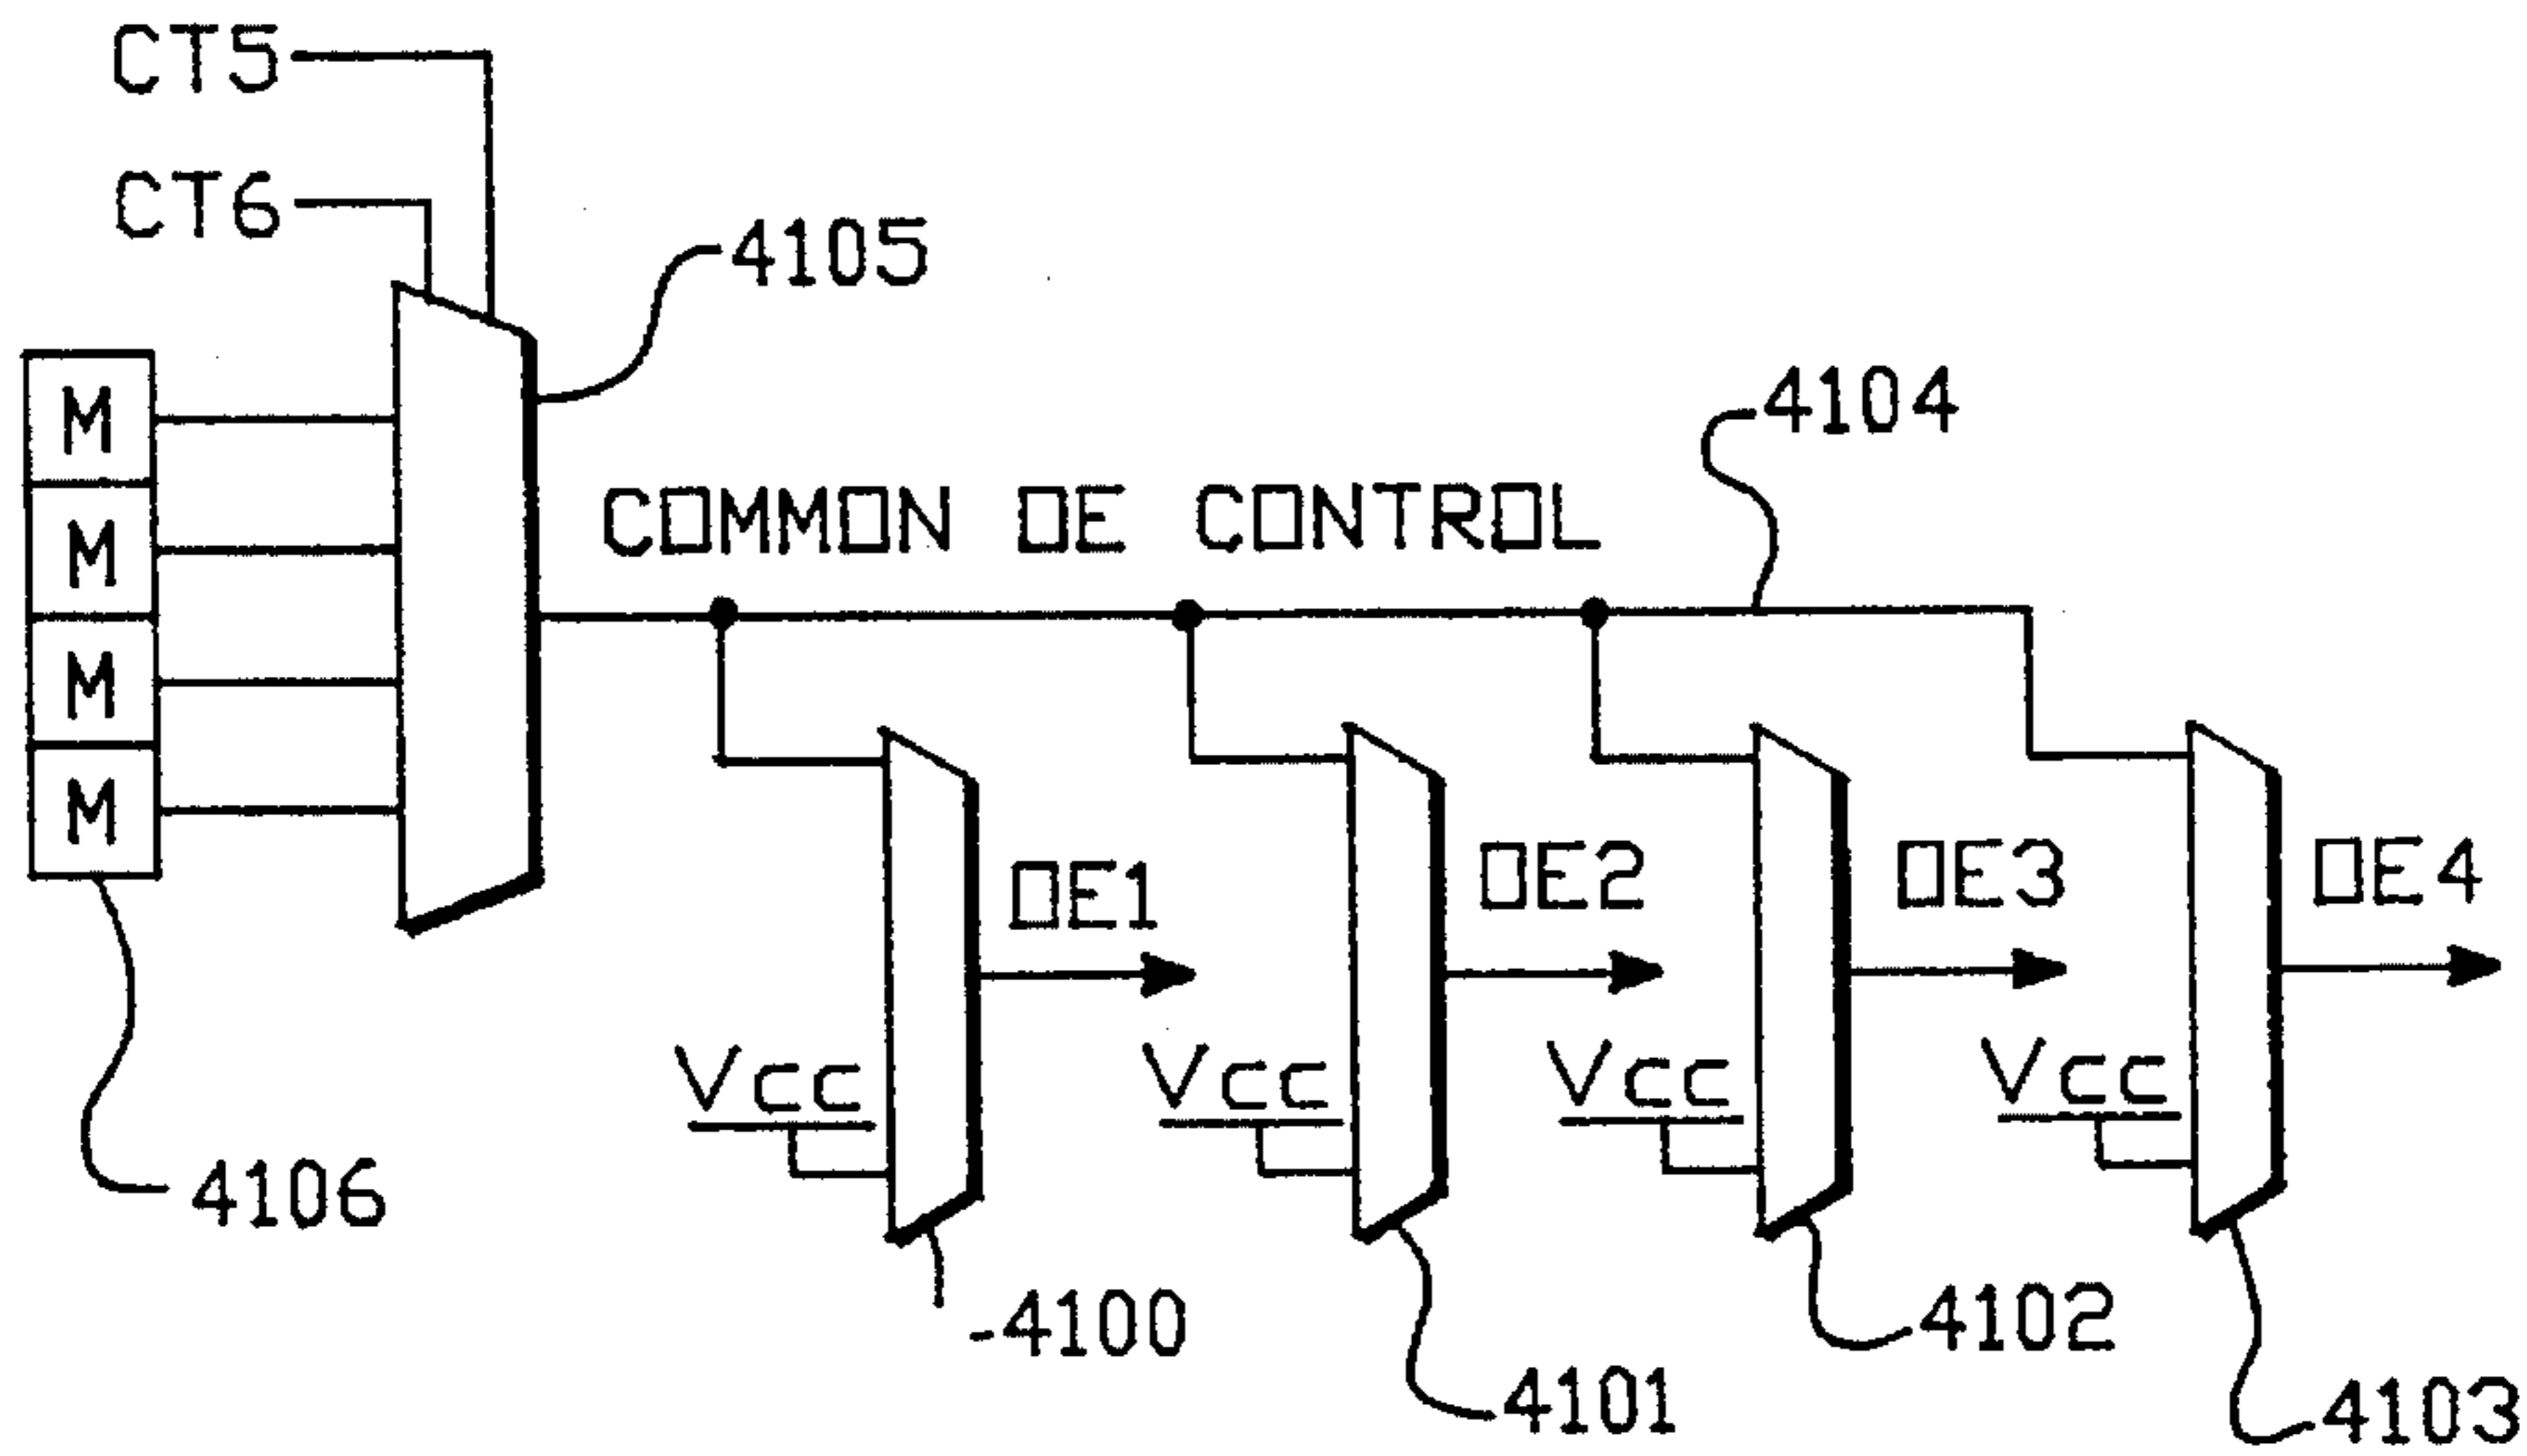 CT5
CT6
4105
4104
M
M
M
M
COMMON OE CONTROL
OE1
OE2
OE3
OE4
Vcc
Vcc
Vcc
Vcc
4106
4100
4101
4102
4103